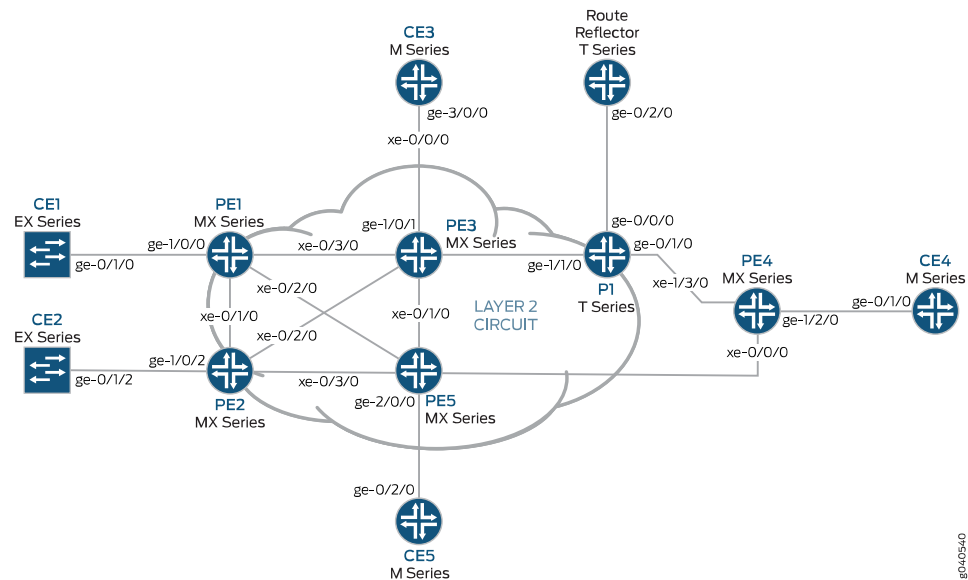 CE3
M Series
ge-3/0/0
xe-0/0/0
Route
Reflector
T Series
ge-0/2/0
CE1
EX Series
ge-0/1/0
PE1
MX Series
ge-1/0/0
xe-0/3/0
xe-0/2/0
xe-0/1/0
ge-1/0/1
PE3
MX Series
ge-1/1/0
ge-0/0/0
ge-0/1/0
P1
T Series
xe-1/3/0
PE4
MX Series
ge-1/2/0
xe-0/0/0
CE4
M Series
ge-0/1/0
LAYER 2
CIRCUIT
CE2
EX Series
ge-0/1/2
ge-1/0/2
xe-0/2/0
xe-0/1/0
xe-0/3/0
PE2
MX Series
ge-2/0/0
PE5
MX Series
ge-0/2/0
CE5
M Series
g040540